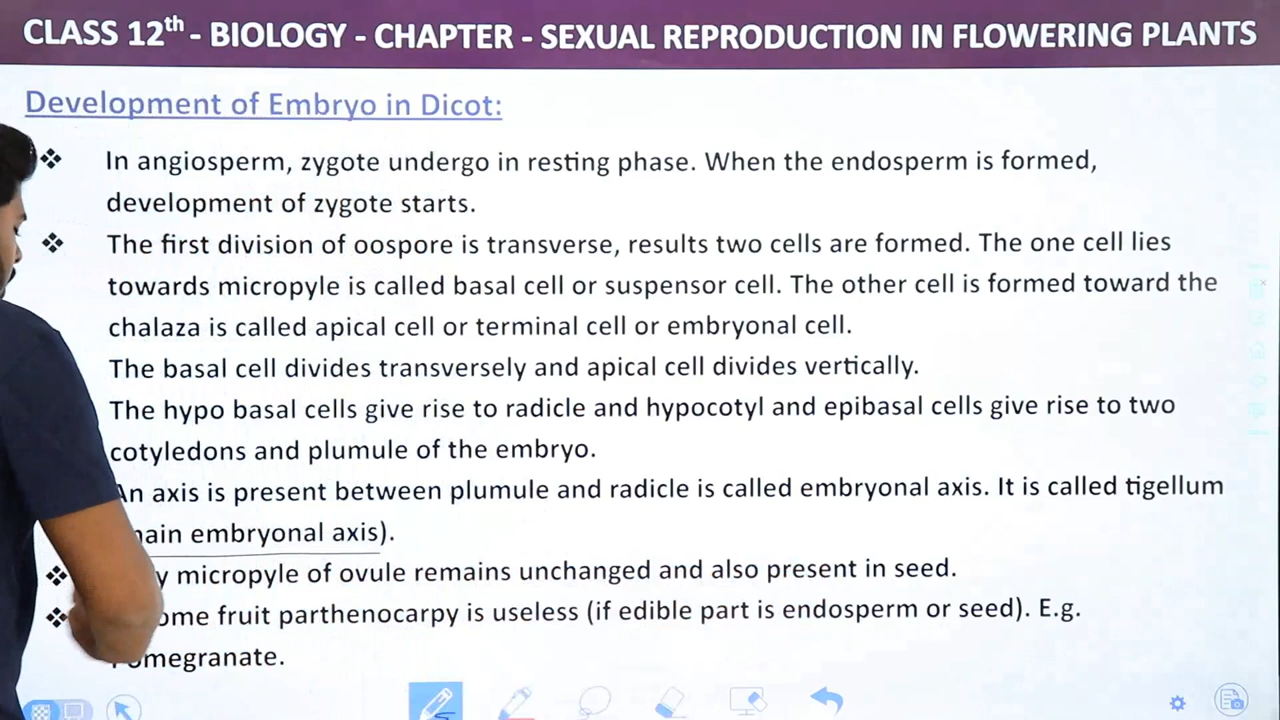 CLASS 12th - BIOLOGY - CHAPTER - SEXUAL REPRODUCTION IN FLOWERING PLANTS
Development of Embryo in Dicot:
❖ In angiosperm, zygote undergo in resting phase. When the endosperm is formed,
development of zygote starts.
❖ The first division of oospore is transverse, results two cells are formed. The one cell lies
towards micropyle is called basal cell or suspensor cell. The other cell is formed toward the
chalaza is called apical cell or terminal cell or embryonal cell.
The basal cell divides transversely and apical cell divides vertically.
The hypo basal cells give rise to radicle and hypocotyl and epibasal cells give rise to two
cotyledons and plumule of the embryo.
An axis is present between plumule and radicle is called embryonal axis. It is called tigellum
embryonal axis).
❖ micropyle of ovule remains unchanged and also present in seed.
❖ fruit parthenocarpy is useless (if edible part is endosperm or seed). E.g.
Pomegranate.